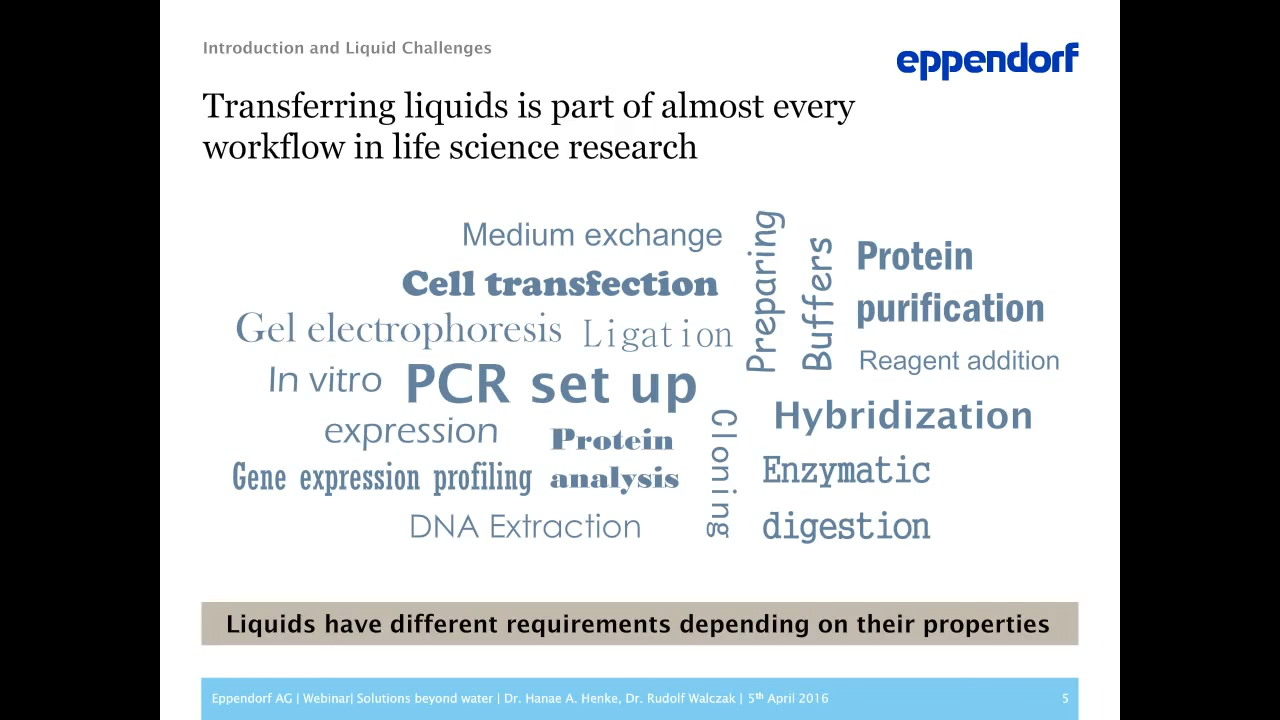 Introduction and Liquid Challenges
eppendorf
Transferring liquids is part of almost every
workflow in life science research
Medium exchange
Cell transfection
Gel electrophoresis
Ligation
In vitro
expression
PCR set up
Gene expression profiling
Protein
analysis
DNA Extraction
Cloning
Preparing
Buffers
Protein
purification
Reagent addition
Hybridization
Enzymatic
digestion
Liquids have different requirements depending on their properties
Eppendorf AG | Webinar| Solutions beyond water | Dr. Hanae A. Henke, Dr. Rudolf Walczak | 5th April 2016
5